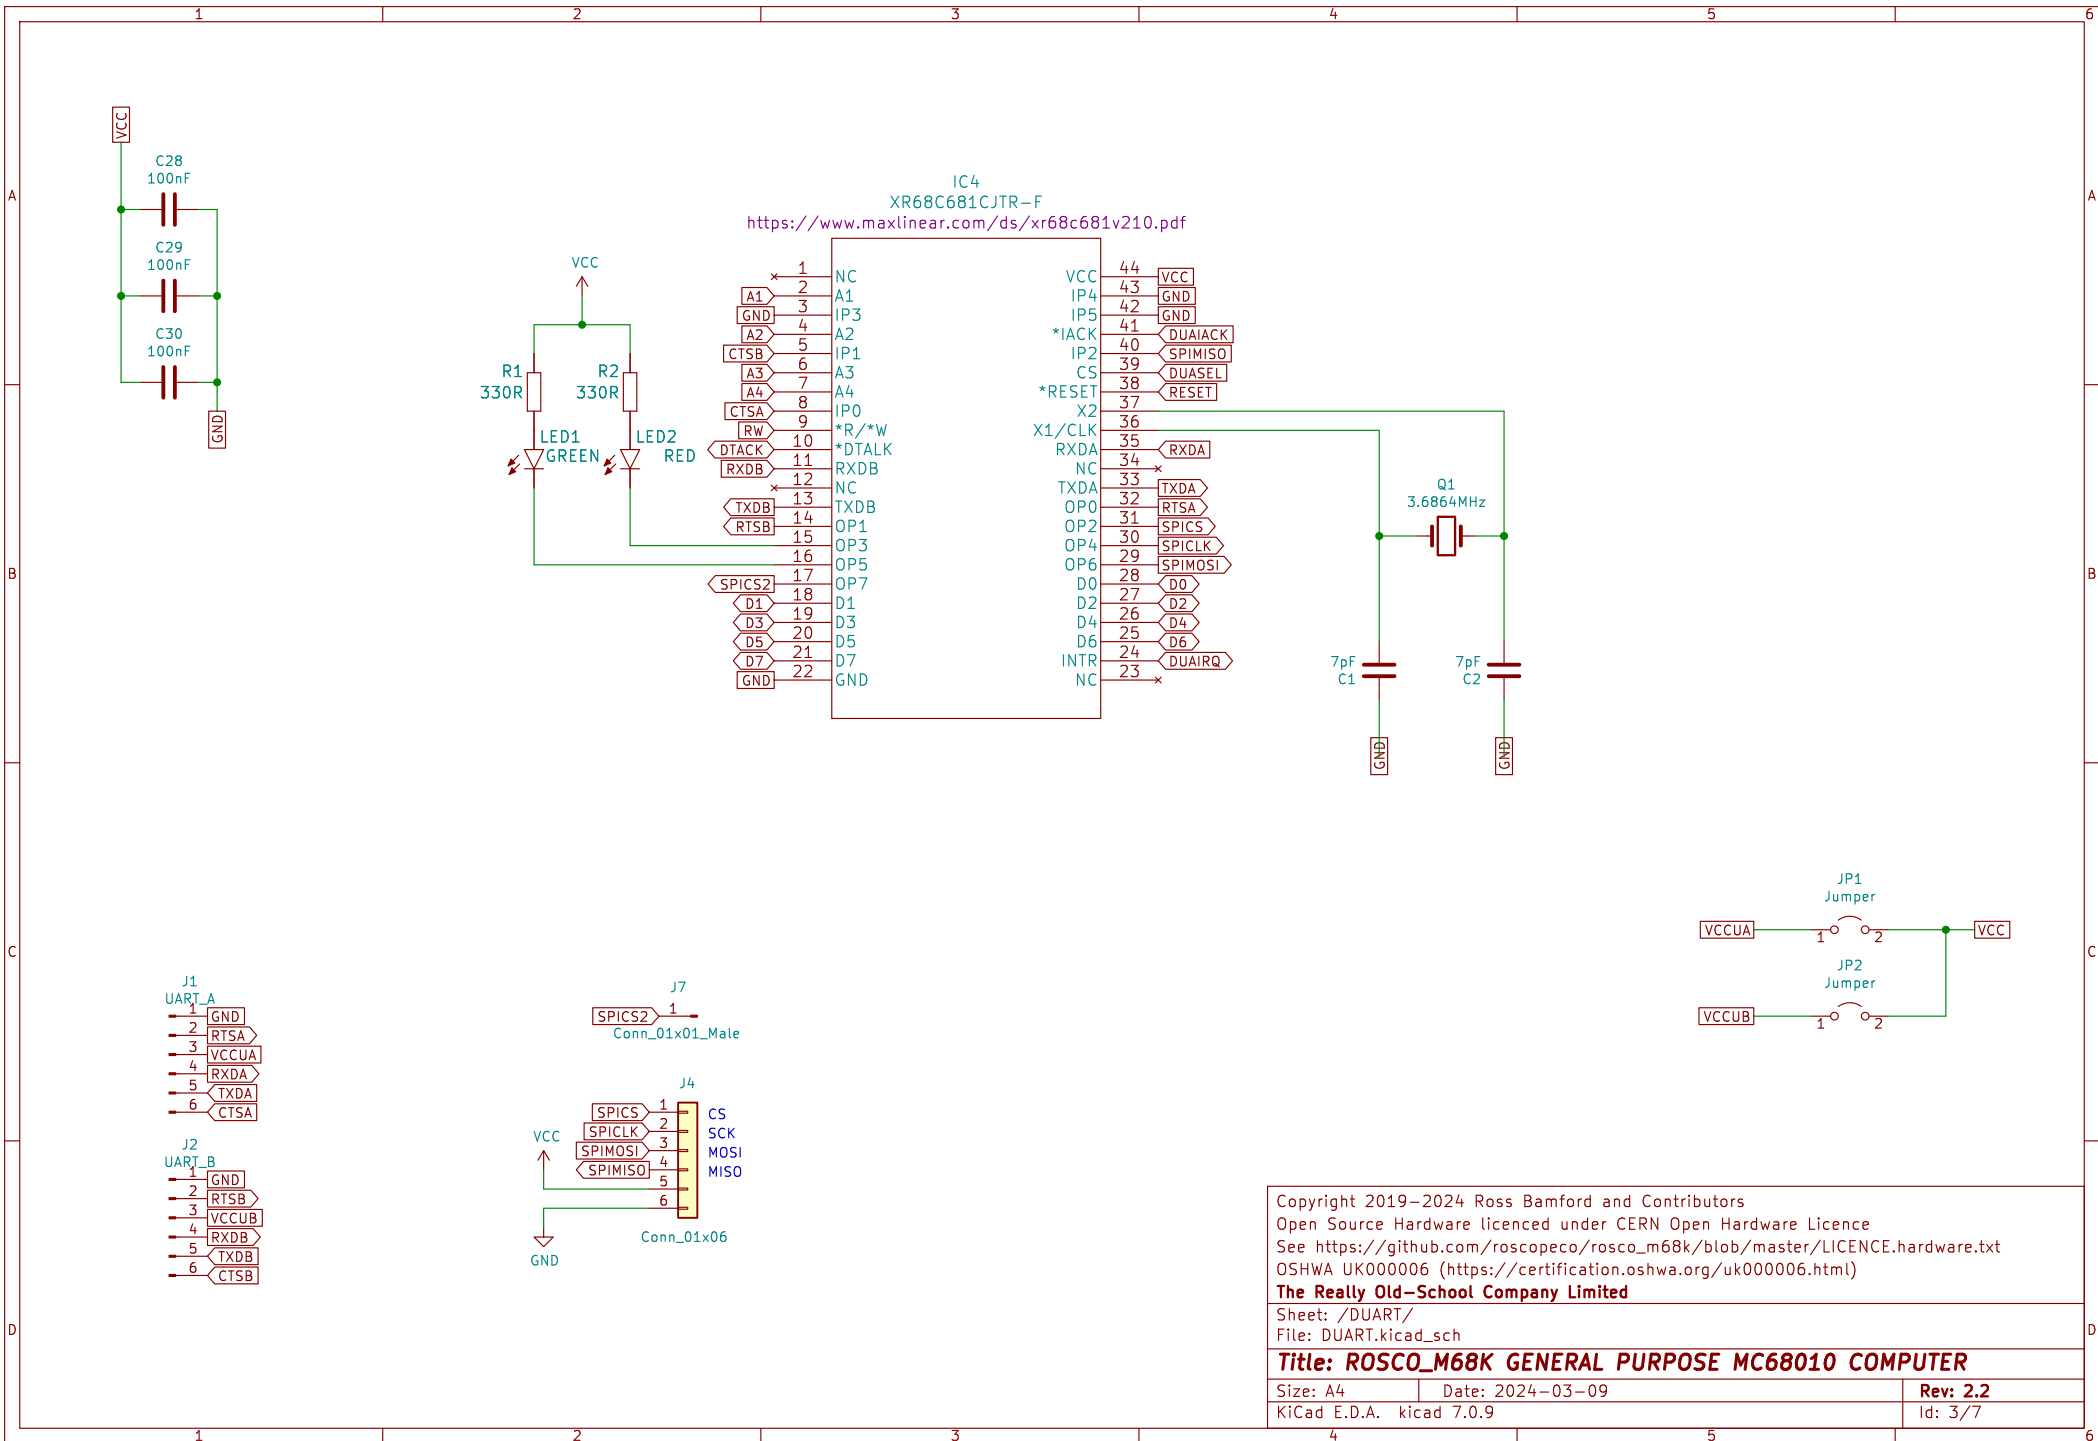 1 2 3 4 5 6
A
B
C
D
A
B
C
D
1 2 3 4 5 6
VCC
C28
100nF
C29
100nF
C30
100nF
GND
VCC
R1
330R
R2
330R
LED1
GREEN
LED2
RED
IC4
XR68C681CJTR-F
https://www.maxlinear.com/ds/xr68c681v210.pdf
1 NC
A1 2 A1
GND 3 IP3
A2 4 A2
CTSB 5 IP1
A3 6 A3
A4 7 A4
CTSA 8 IP0
RW 9 *R/*W
DTACK 10 *DTALK
RXDB 11 RXDB
12 NC
TXDB 13 TXDB
RTSB 14 OP1
15 OP3
16 OP5
SPICS2 17 OP7
D1 18 D1
D3 19 D3
D5 20 D5
D7 21 D7
GND 22 GND
VCC 44 VCC
IP4 43 GND
IP5 42 GND
*IACK 41 DUAIACK
IP2 40 SPIMISO
CS 39 DUASEL
*RESET 38 RESET
X2 37
X1/CLK 36
RXDA 35 RXDA
NC 34
TXDA 33 TXDA
OP0 32 RTSA
OP2 31 SPICS
OP4 30 SPICLK
OP6 29 SPIMOSI
D0 28 D0
D2 27 D2
D4 26 D4
D6 25 D6
INTR 24 DUAIRQ
NC 23
Q1
3.6864MHz
7pF
C1
7pF
C2
GND
GND
JP1
Jumper
VCCUA 1 2 VCC
JP2
Jumper
VCCUB 1 2
J1
UART_A
1 GND
2 RTSA
3 VCCUA
4 RXDA
5 TXDA
6 CTSA
J2
UART_B
1 GND
2 RTSB
3 VCCUB
4 RXDB
5 TXDB
6 CTSB
J7
SPICS2 1
Conn_01x01_Male
J4
SPICS 1 CS
SPICLK 2 SCK
SPIMOSI 3 MOSI
SPIMISO 4 MISO
VCC
5
6
Conn_01x06
GND
Copyright 2019-2024 Ross Bamford and Contributors
Open Source Hardware licenced under CERN Open Hardware Licence
See https://github.com/roscopeco/rosco_m68k/blob/master/LICENCE.hardware.txt
OSHWA UK000006 (https://certification.oshwa.org/uk000006.html)
The Really Old-School Company Limited
Sheet: /DUART/
File: DUART.kicad_sch
Title: ROSCO_M68K GENERAL PURPOSE MC68010 COMPUTER
Size: A4 Date: 2024-03-09 Rev: 2.2
KiCad E.D.A. kicad 7.0.9 Id: 3/7